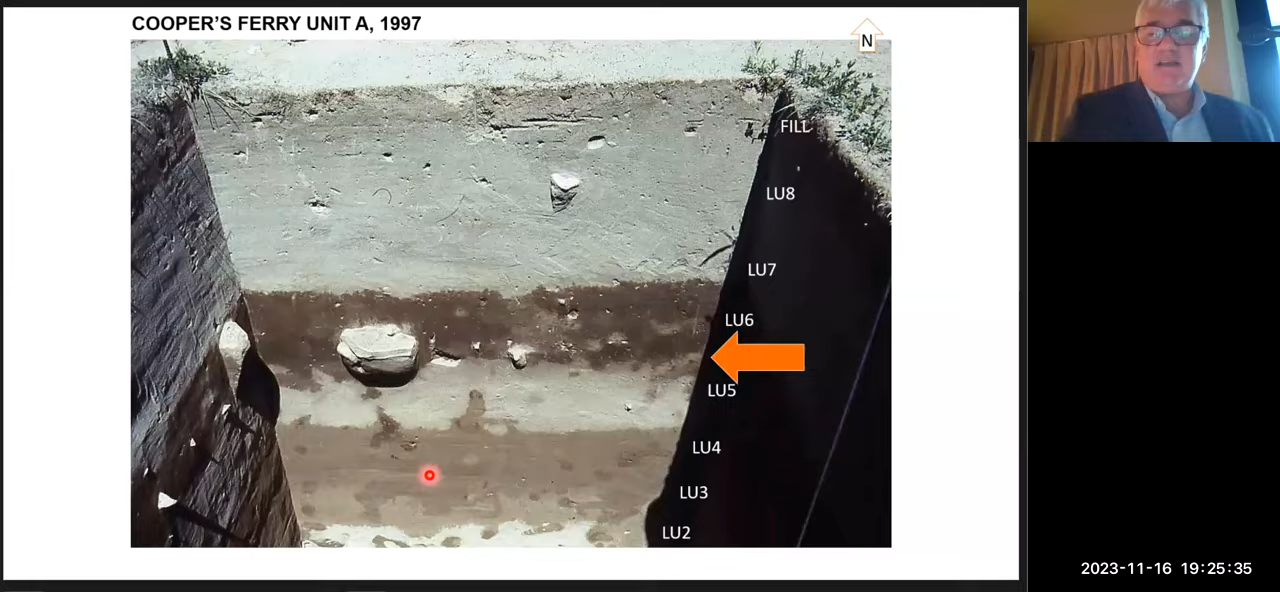 COOPER'S FERRY UNIT A, 1997
N
FILL
LU8
LU7
LU6
LU5
LU4
LU3
LU2
2023-11-16 19:25:35